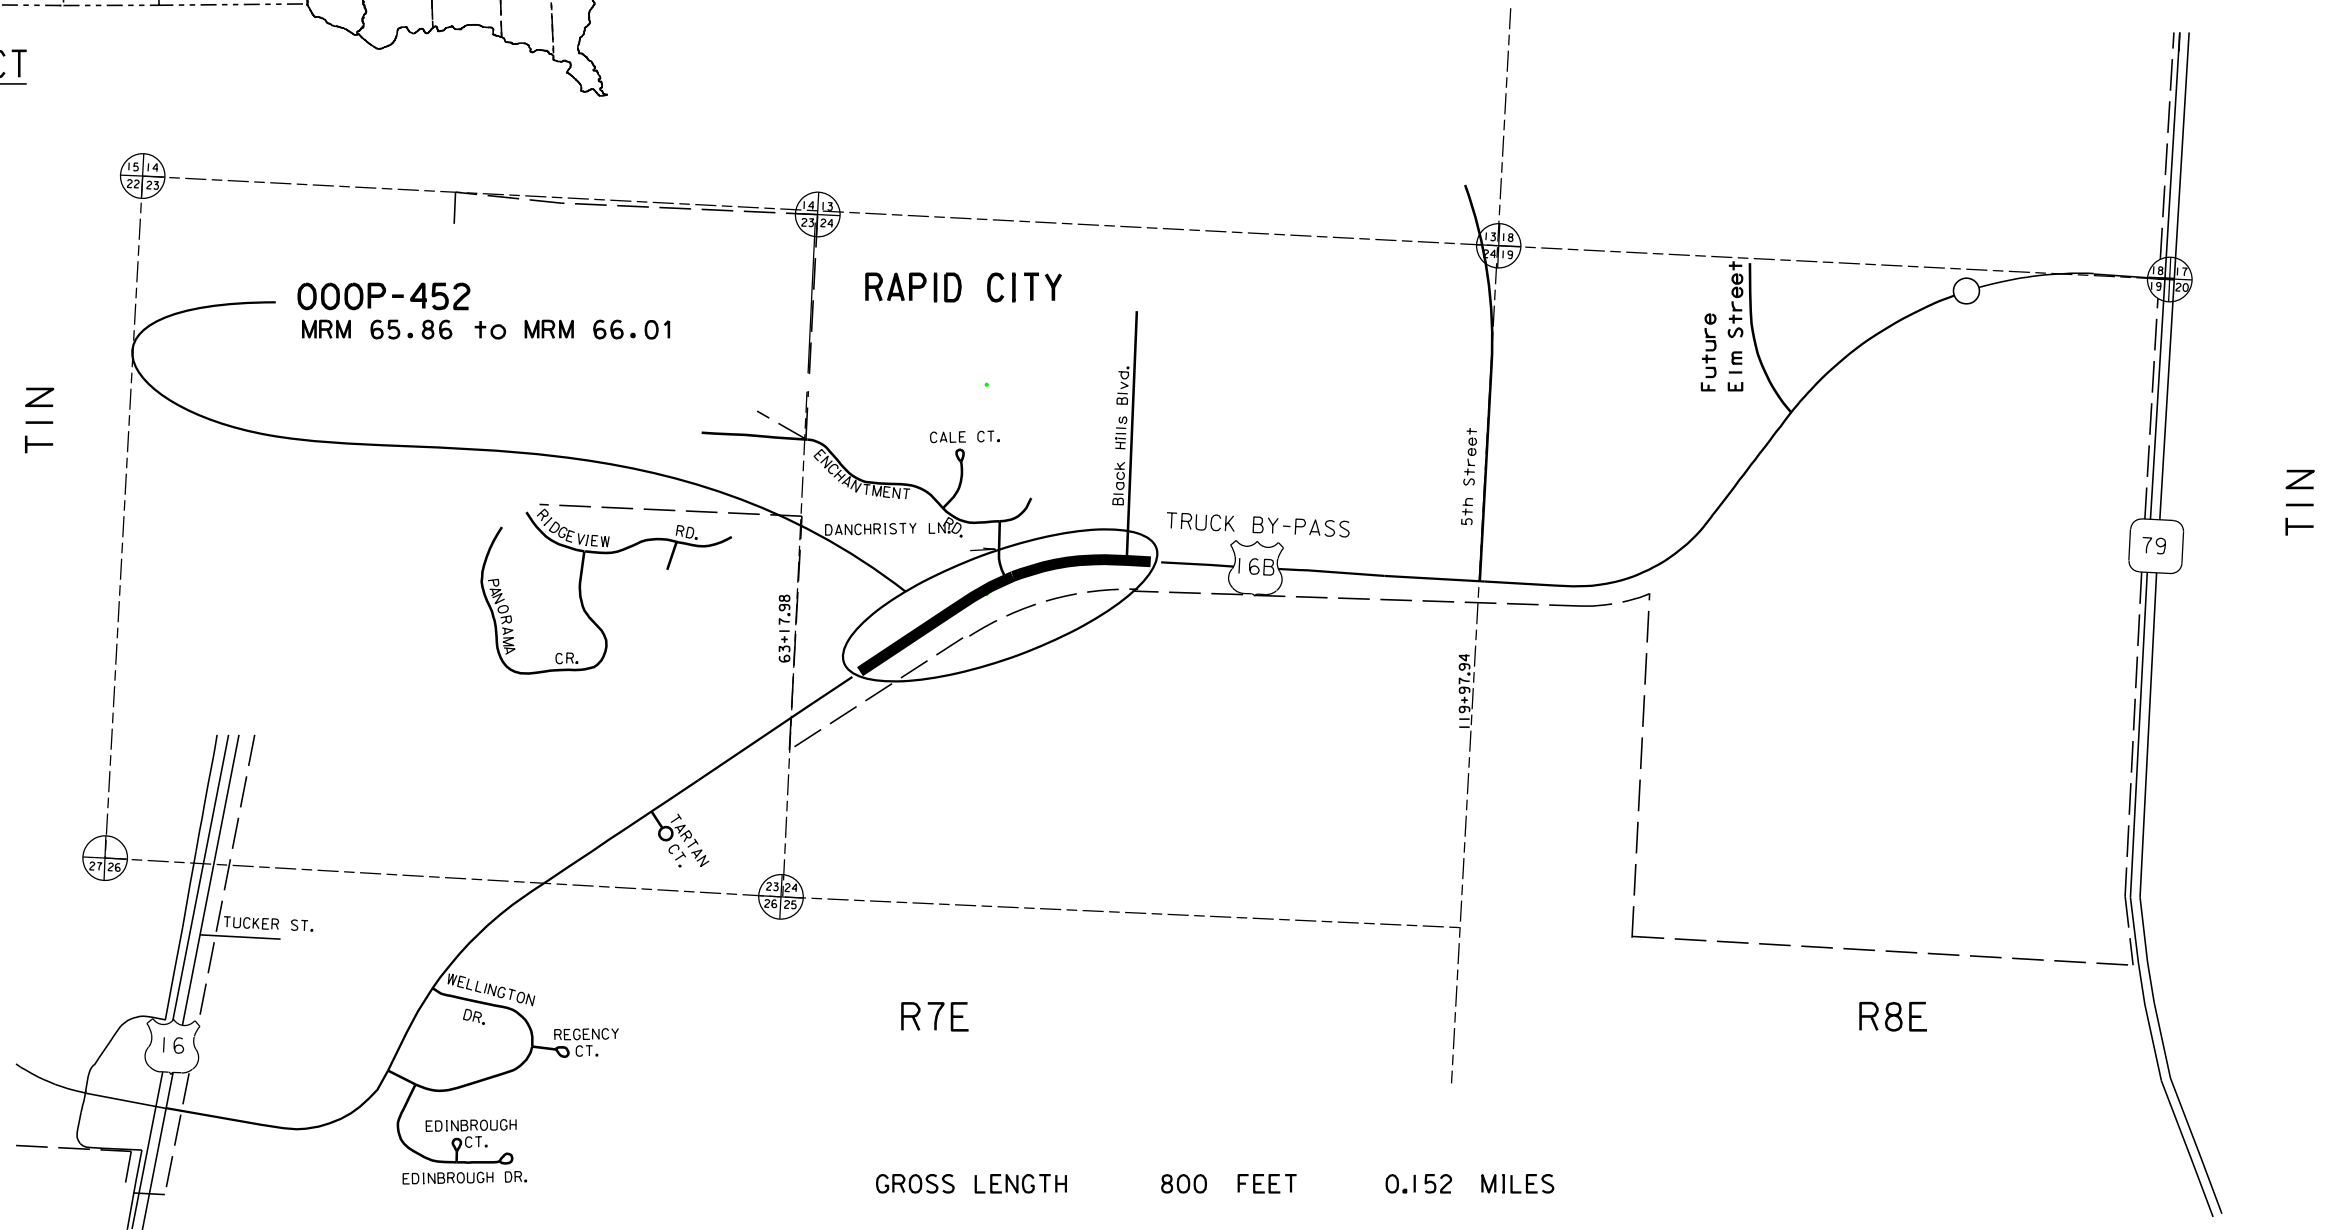 CT
15 14
22 23
14 13
23 24
13 18
24 19
18 17
19 20
000P-452
MRM 65.86 to MRM 66.01
RAPID CITY
Future
Elm Street
T1N
T1N
Black Hills Blvd.
5th Street
CALE CT.
ENCHANTMENT
RD.
DANCHRISTY LN.
RIDGEVIEW
RD.
PANORAMA
CR.
TRUCK BY-PASS
16B
79
63+17.98
119+97.94
TARTAN
CT.
27 26
23 24
26 25
TUCKER ST.
WELLINGTON
DR.
REGENCY
CT.
16
R7E
R8E
EDINBROUGH
CT.
EDINBROUGH DR.
GROSS LENGTH 800 FEET 0.152 MILES